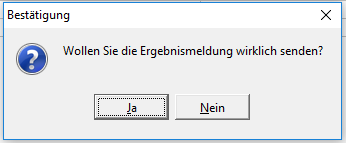 Bestätigung
Wollen Sie die Ergebnismeldung wirklich senden?
Ja
Nein